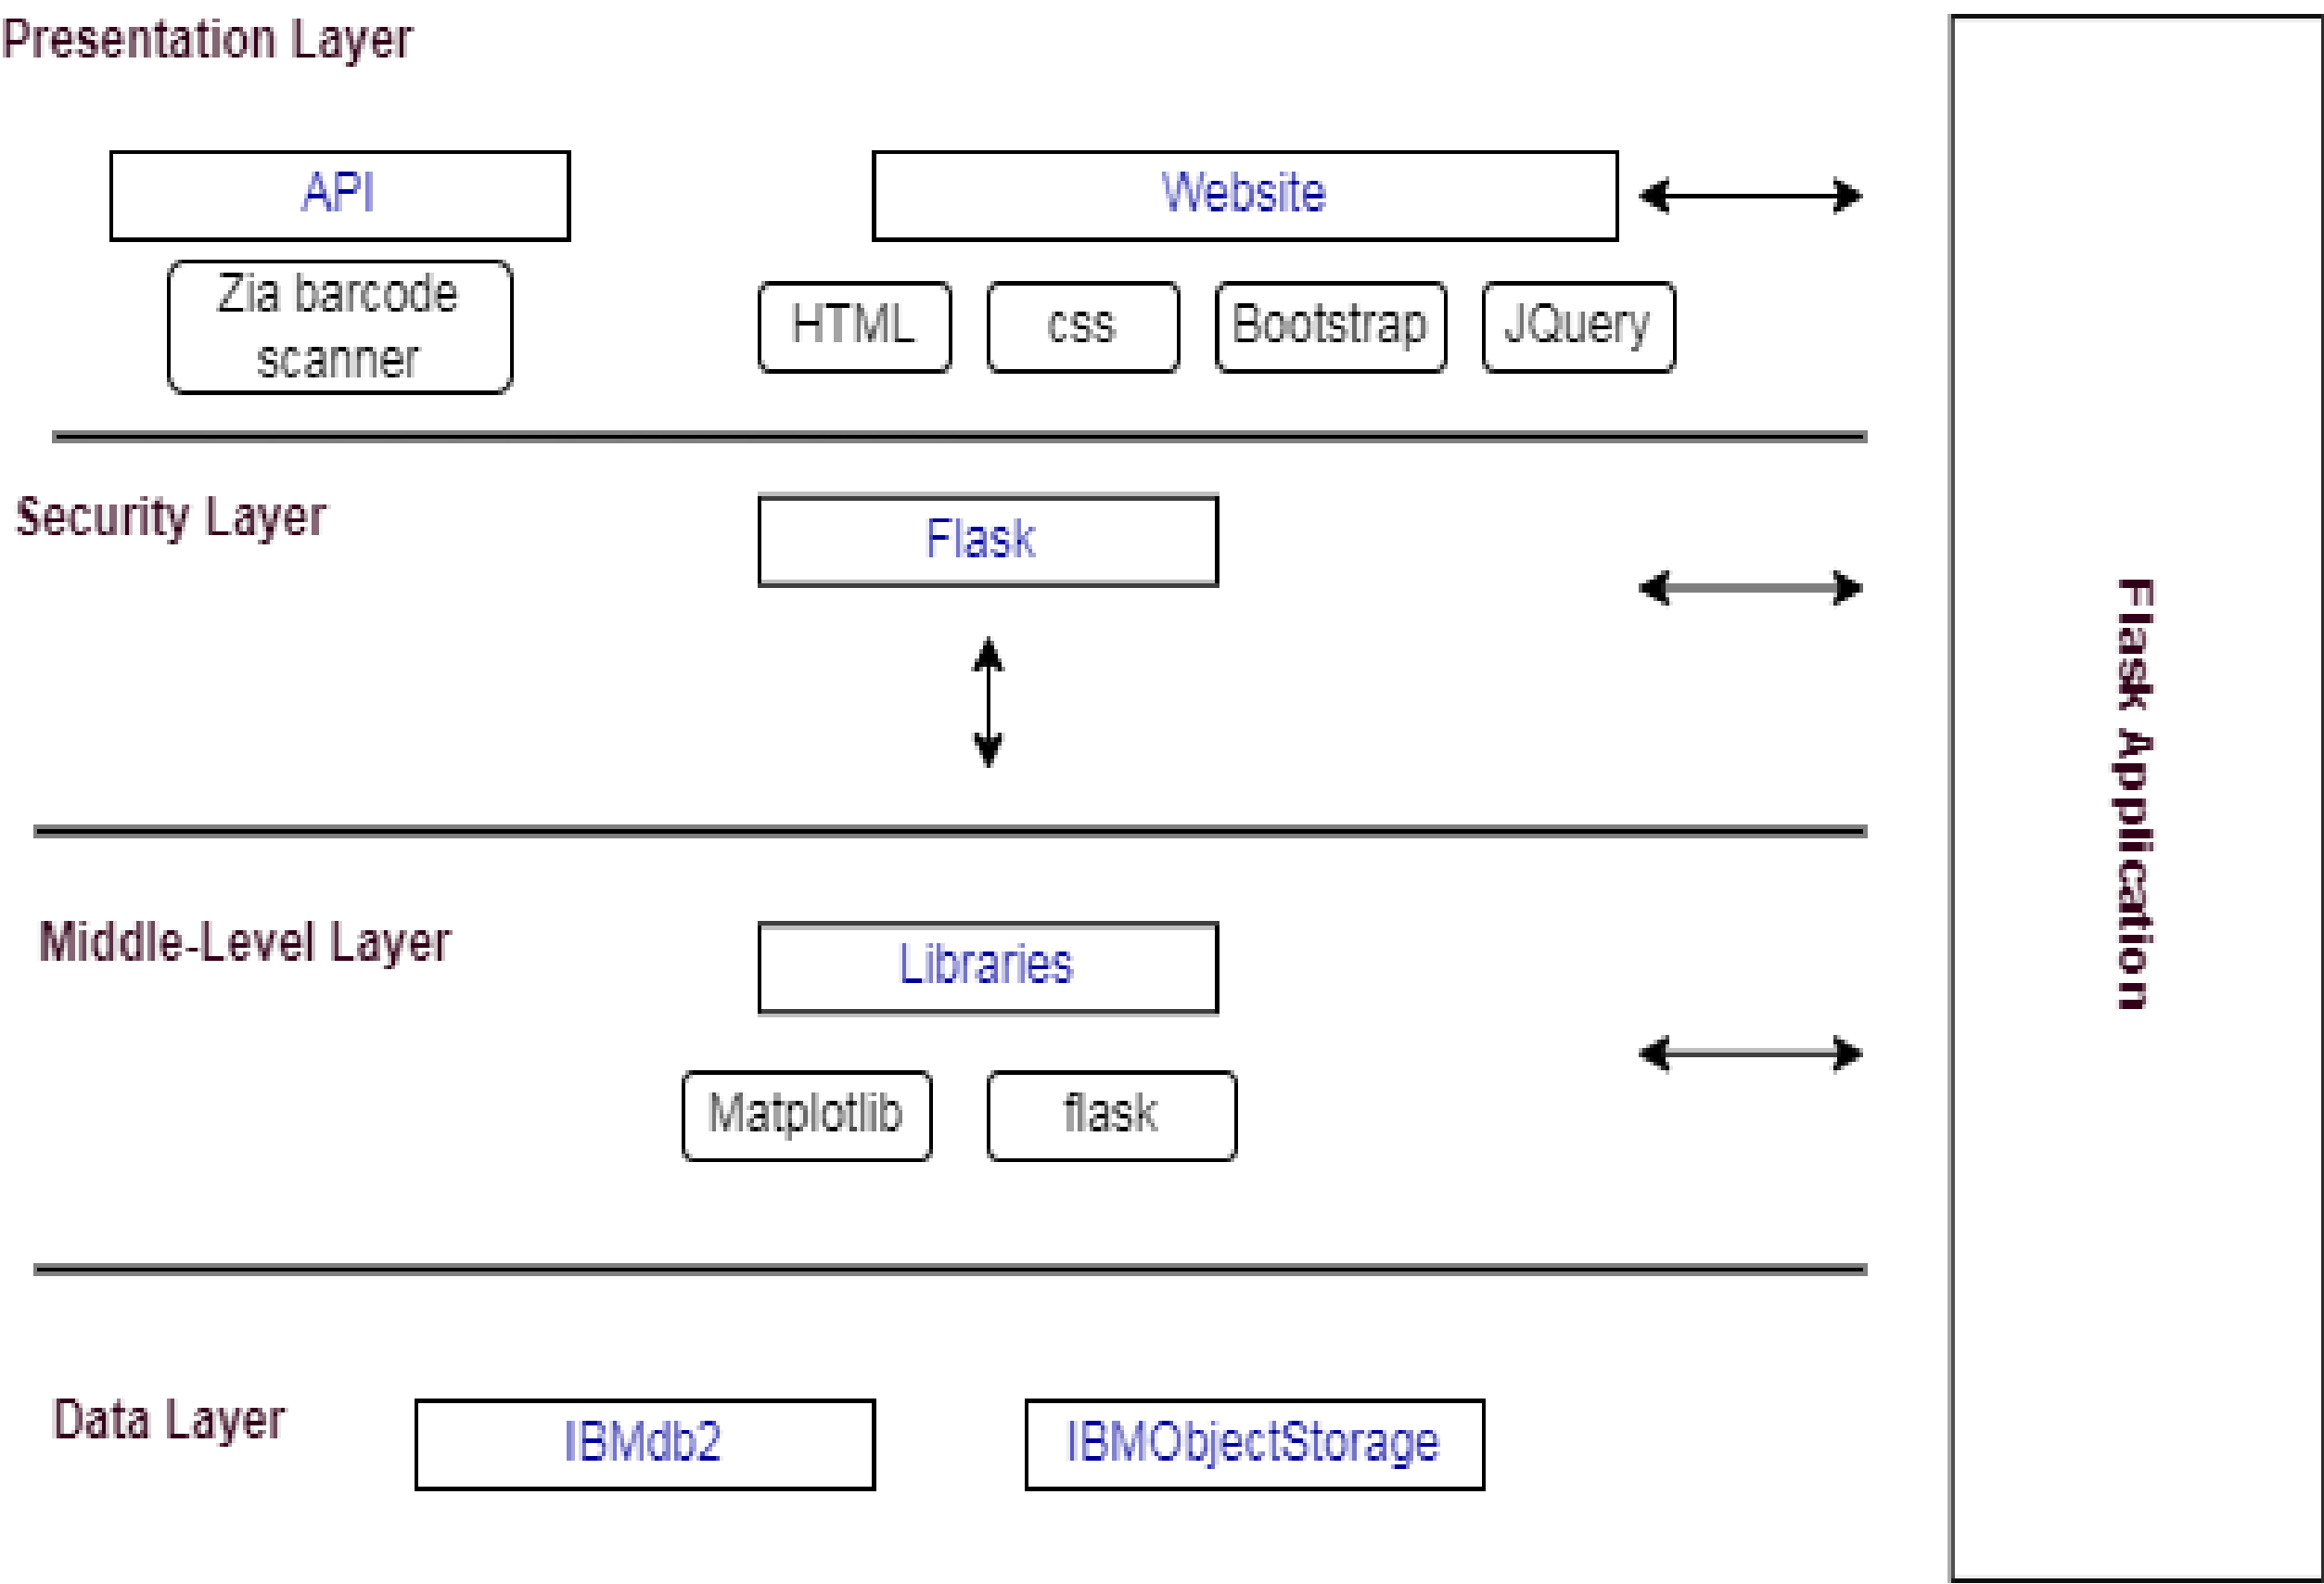 Presentation Layer
API
Website
Zia barcode
scanner
HTML
css
Bootstrap
JQuery
Security Layer
Flask
Middle-Level Layer
Libraries
Matplotlib
flask
Data Layer
IBMdb2
IBMObjectStorage
Flask Application